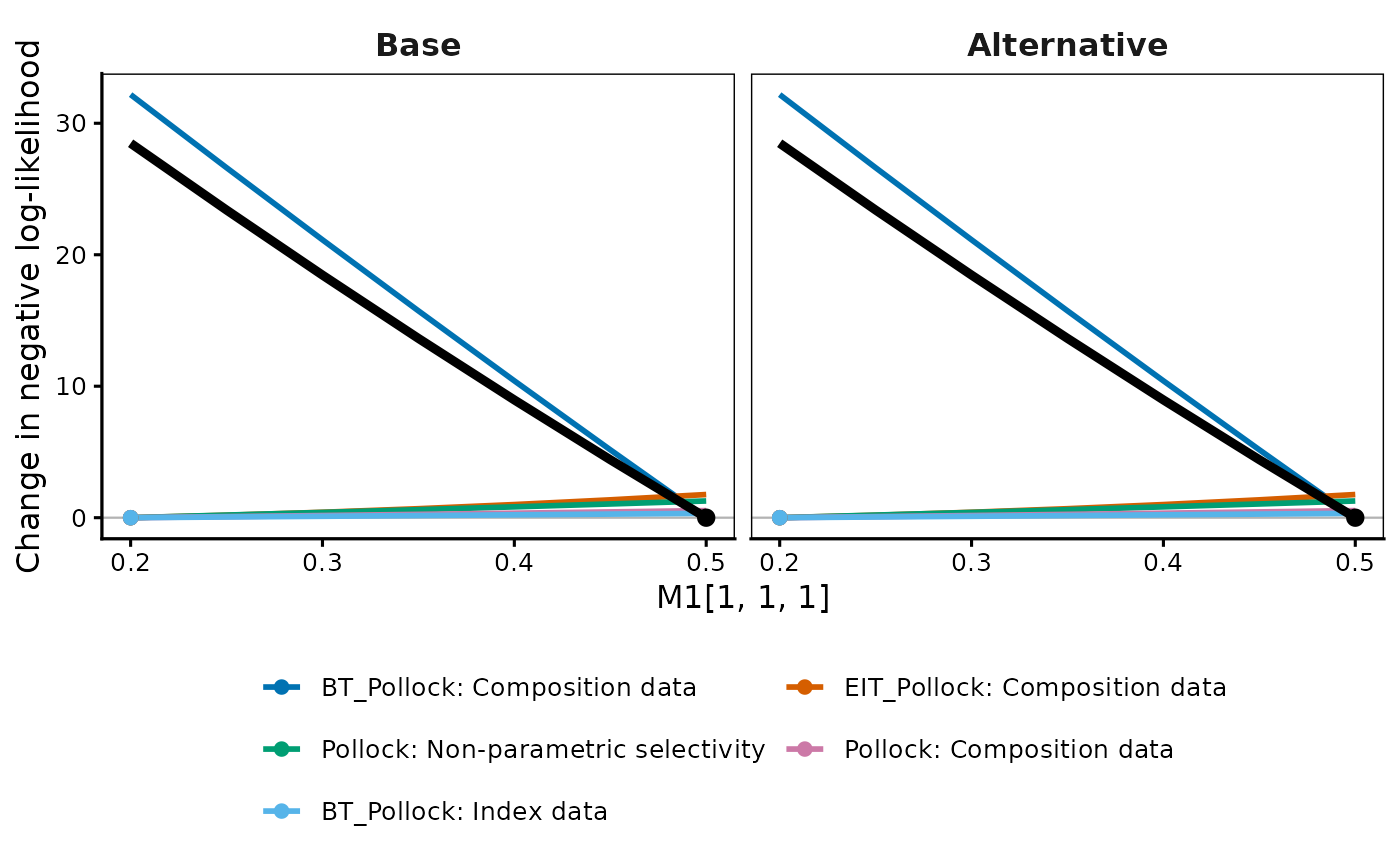 Base
Alternative
Change in negative log-likelihood
30
20
10
0
0.2
0.3
0.4
0.5
0.2
0.3
0.4
0.5
M1[1, 1, 1]
BT_Pollock: Composition data
EIT_Pollock: Composition data
Pollock: Non-parametric selectivity
Pollock: Composition data
BT_Pollock: Index data